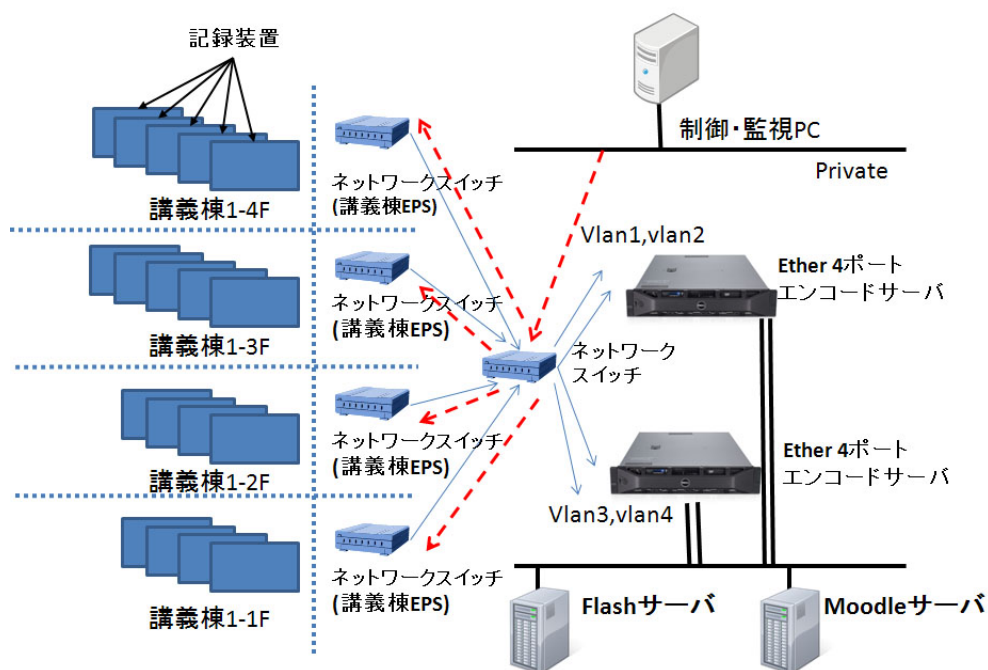 記録装置
講義棟1-4F
講義棟1-3F
講義棟1-2F
講義棟1-1F
ネットワークスイッチ
(講義棟EPS)
ネットワークスイッチ
(講義棟EPS)
ネットワークスイッチ
(講義棟EPS)
ネットワークスイッチ
(講義棟EPS)
制御・監視PC
Private
Vlan1,vlan2
Ether 4ポート
エンコードサーバ
ネットワーク
スイッチ
Ether 4ポート
エンコードサーバ
Vlan3,vlan4
Flashサーバ
Moodleサーバ